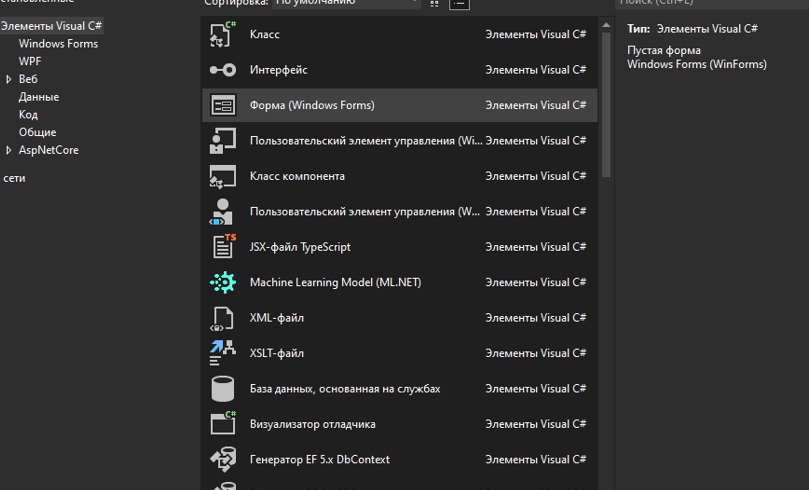 становленные
Сортировка: По умолчанию
Поиск (Ctrl+E)
Элементы Visual C#
Windows Forms
WPF
Веб
Данные
Код
Общие
AspNetCore
сети
C# Класс Элементы Visual C#
Интерфейс Элементы Visual C#
Форма (Windows Forms) Элементы Visual C#
Пользовательский элемент управления (Wi... Элементы Visual C#
Класс компонента Элементы Visual C#
Пользовательский элемент управления (W... Элементы Visual C#
TS JSX-файл TypeScript Элементы Visual C#
Machine Learning Model (ML.NET) Элементы Visual C#
XML-файл Элементы Visual C#
XSLT-файл Элементы Visual C#
База данных, основанная на службах Элементы Visual C#
C# Визуализатор отладчика Элементы Visual C#
Генератор EF 5.x DbContext Элементы Visual C#
Тип: Элементы Visual C#
Пустая форма
Windows Forms (WinForms)